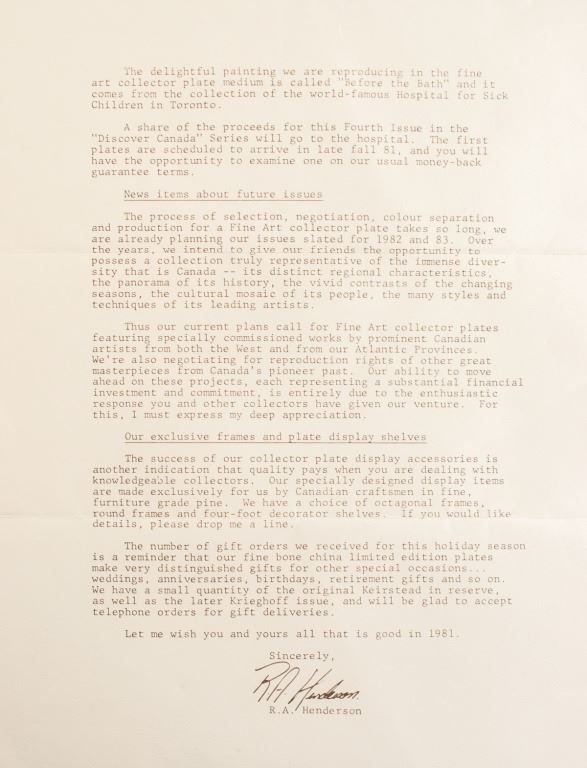 The delightful painting we are reproducing in the fine
art collector plate medium is called "Before the Bath" and it
comes from the collection of the world-famous Hospital for Sick
Children in Toronto.
A share of the proceeds for this Fourth Issue in the
"Discover Canada" Series will go to the hospital. The first
plates are scheduled to arrive in late fall 81, and you will
have the opportunity to examine one on our usual money-back
guarantee terms.
News items about future issues
The process of selection, negotiation, colour separation
and production for a Fine Art collector plate takes so long, we
are already planning our issues slated for 1982 and 83. Over
the years, we intend to give our friends the opportunity to
possess a collection truly representative of the immense diver-
sity that is Canada -- its distinct regional characteristics,
the panorama of its history, the vivid contrasts of the changing
seasons, the cultural mosaic of its people, the many styles and
techniques of its leading artists.
Thus our current plans call for Fine Art collector plates
featuring specially commissioned works by prominent Canadian
artists from both the West and from our Atlantic Provinces.
We're also negotiating for reproduction rights of other great
masterpieces from Canada's pioneer past. Our ability to move
ahead on these projects, each representing a substantial financial
investment and commitment, is entirely due to the enthusiastic
response you and other collectors have given our venture. For
this, I must express my deep appreciation.
Our exclusive frames and plate display shelves
The success of our collector plate display accessories is
another indication that quality pays when you are dealing with
knowledgeable collectors. Our specially designed display items
are made exclusively for us by Canadian craftsmen in fine,
furniture grade pine. We have a choice of octagonal frames,
round frames and four-foot decorator shelves. If you would like
details, please drop me a line.
The number of gift orders we received for this holiday season
is a reminder that our fine bone china limited edition plates
make very distinguished gifts for other special occasions...
weddings, anniversaries, birthdays, retirement gifts and so on.
We have a small quantity of the original Keirstead in reserve,
as well as the later Krieghoff issue, and will be glad to accept
telephone orders for gift deliveries.
Let me wish you and yours all that is good in 1981.
Sincerely,
R.A. Henderson
R.A. Henderson